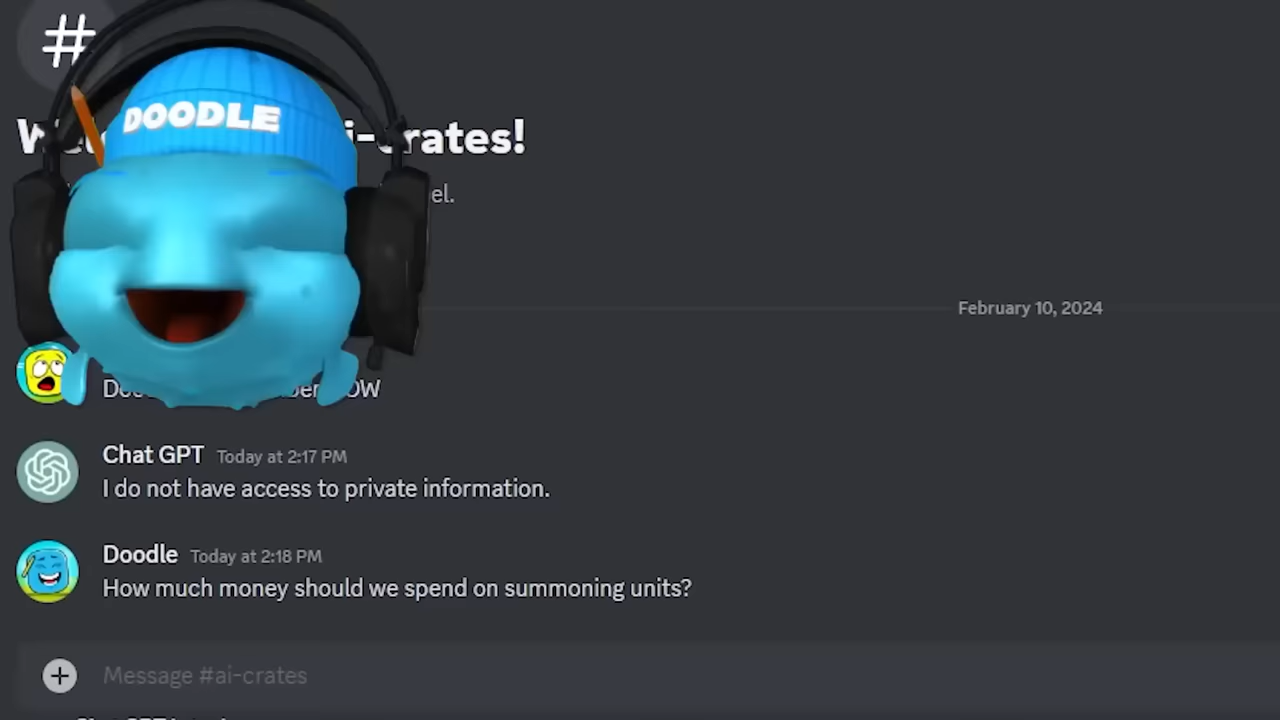 #
DOODLE
i-crates!
el.
February 10, 2024
OW
Chat GPT Today at 2:17 PM
I do not have access to private information.
Doodle Today at 2:18 PM
How much money should we spend on summoning units?
Message #ai-crates